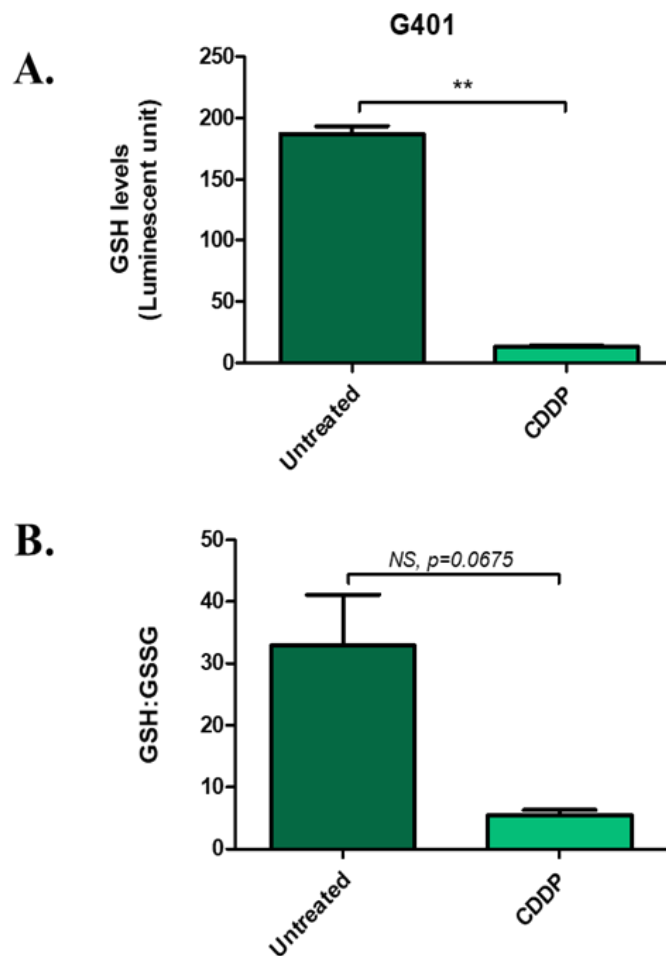 G401
A.
GSH levels
(Luminescent unit)
250
200
150
100
50
0
**
Untreated
CDDP
B.
GSH:GSSG
50
40
30
20
10
0
NS, p=0.0675
Untreated
CDDP